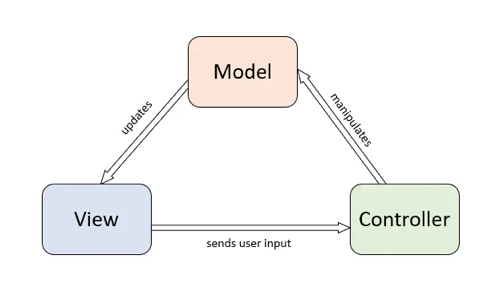 Model
updates
manipulates
View
Controller
sends user input